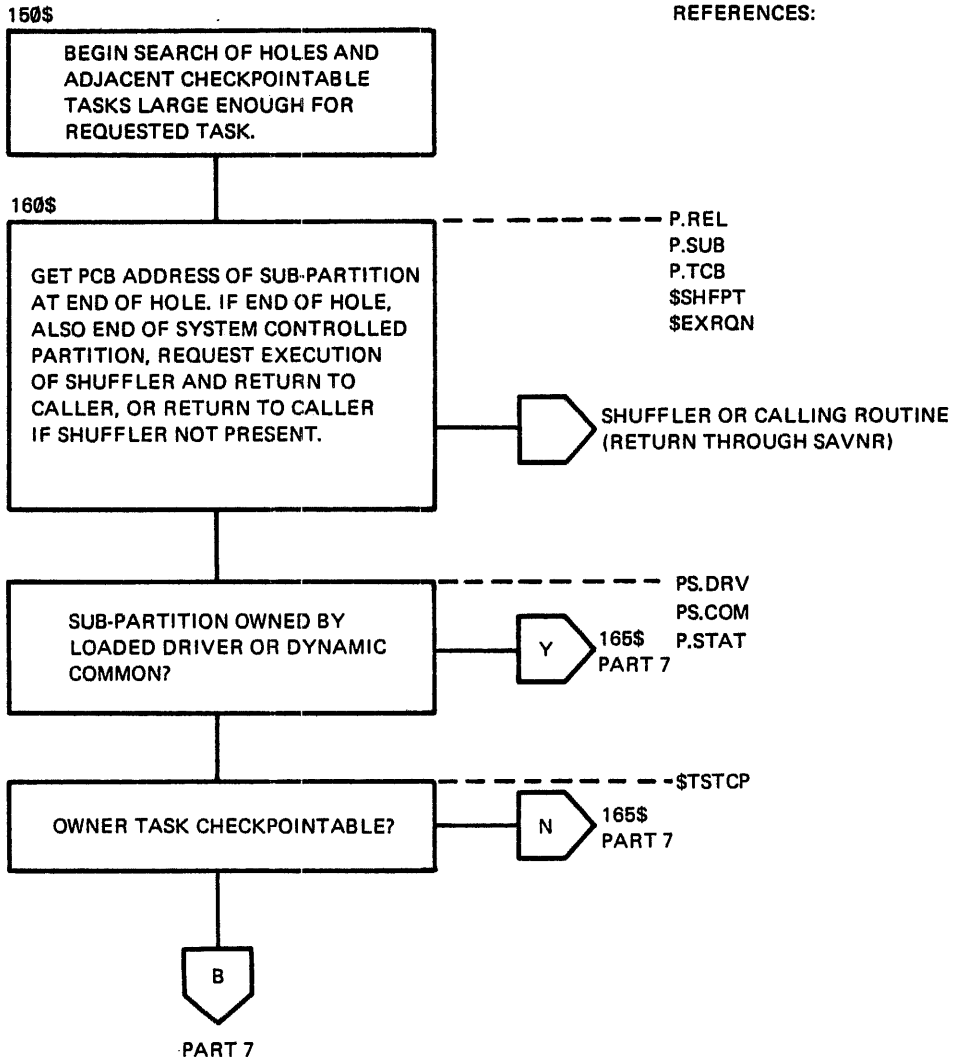 150$
REFERENCES:
BEGIN SEARCH OF HOLES AND
ADJACENT CHECKPOINTABLE
TASKS LARGE ENOUGH FOR
REQUESTED TASK.
160$
P.REL
P.SUB
P.TCB
$SHFPT
$EXRQN
GET PCB ADDRESS OF SUB-PARTITION
AT END OF HOLE. IF END OF HOLE,
ALSO END OF SYSTEM CONTROLLED
PARTITION, REQUEST EXECUTION
OF SHUFFLER AND RETURN TO
CALLER, OR RETURN TO CALLER
IF SHUFFLER NOT PRESENT.
SHUFFLER OR CALLING ROUTINE
(RETURN THROUGH SAVNR)
PS.DRV
PS.COM
P.STAT
SUB-PARTITION OWNED BY
LOADED DRIVER OR DYNAMIC
COMMON?
Y
165$
PART 7
$TSTCP
OWNER TASK CHECKPOINTABLE?
N
165$
PART 7
B
PART 7